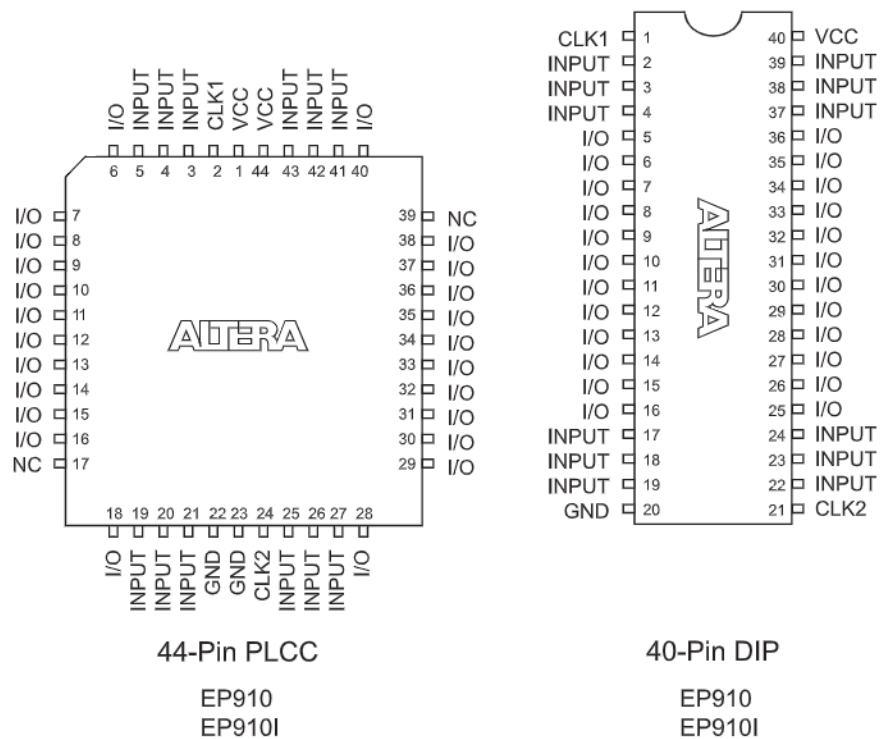 I/O INPUT INPUT INPUT CLK1 VCC VCC INPUT INPUT INPUT I/O
6 5 4 3 2 1 44 43 42 41 40
I/O 7 39 NC
I/O 8 38 I/O
I/O 9 37 I/O
I/O 10 36 I/O
I/O 11 35 I/O
I/O 12 34 I/O
I/O 13 33 I/O
I/O 14 32 I/O
I/O 15 31 I/O
I/O 16 30 I/O
NC 17 29 I/O
ALTERA
18 19 20 21 22 23 24 25 26 27 28
I/O INPUT INPUT INPUT GND GND CLK2 INPUT INPUT INPUT I/O
44-Pin PLCC
EP910
EP910I
CLK1 1 40 VCC
INPUT 2 39 INPUT
INPUT 3 38 INPUT
INPUT 4 37 INPUT
I/O 5 36 I/O
I/O 6 35 I/O
I/O 7 34 I/O
I/O 8 33 I/O
I/O 9 32 I/O
I/O 10 31 I/O
I/O 11 30 I/O
I/O 12 29 I/O
I/O 13 28 I/O
I/O 14 27 I/O
I/O 15 26 I/O
I/O 16 25 I/O
INPUT 17 24 INPUT
INPUT 18 23 INPUT
INPUT 19 22 INPUT
GND 20 21 CLK2
ALTERA
40-Pin DIP
EP910
EP910I